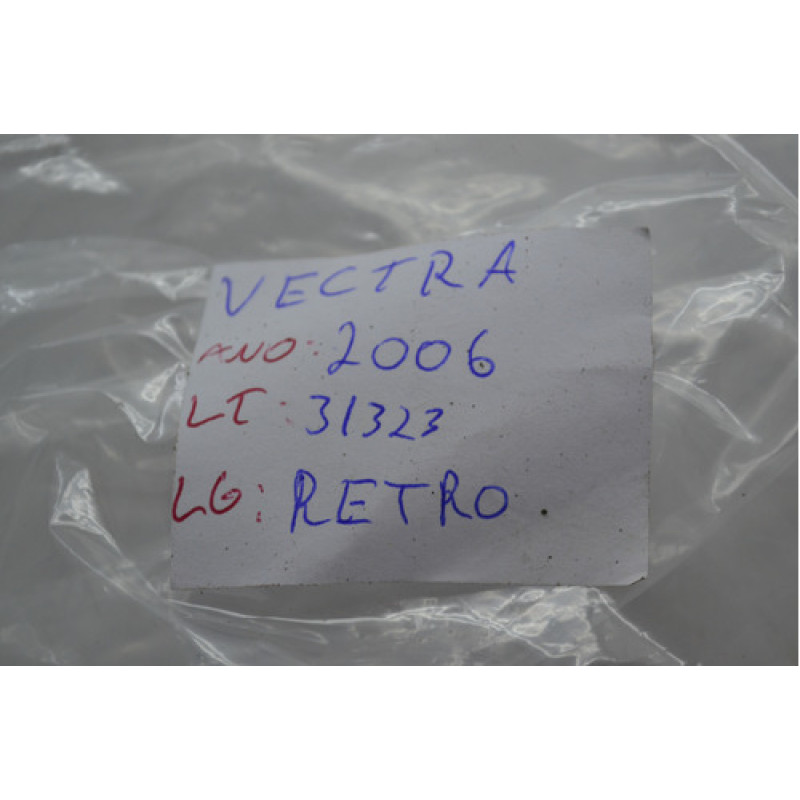 VECTRA
ANO: 2006
LT: 31323
LG: RETRO